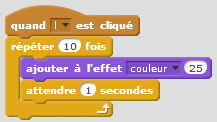 quand l est cliqué
répéter 10 fois
ajouter à l'effet couleur 25
attendre 1 secondes